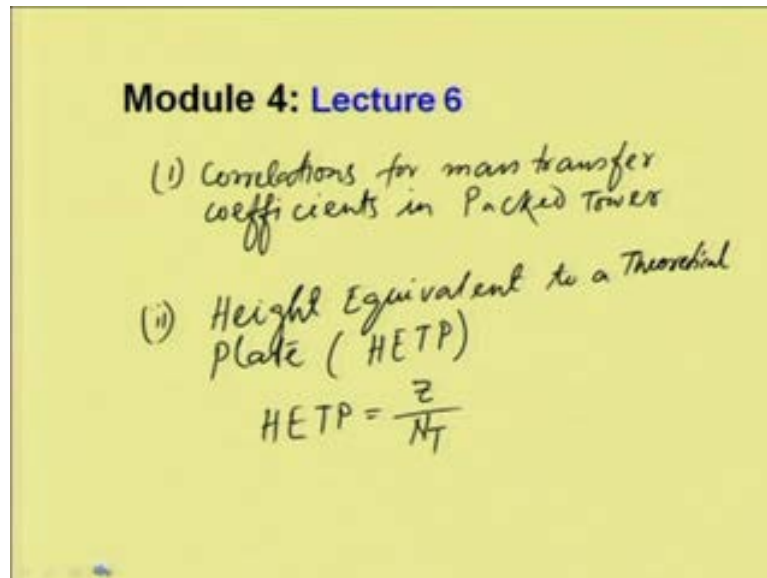 Module 4: Lecture 6
(i) Correlations for mass transfer
coefficients in Packed Tower
(ii) Height Equivalent to a Theoretical
Plate (HETP)
HETP = Z
N_T